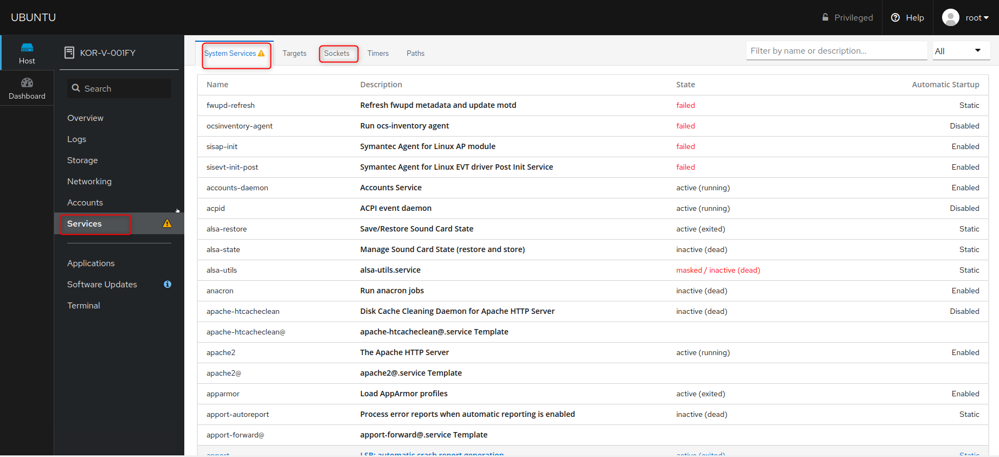 UBUNTU
Privileged
Help
root
Host
Dashboard
KOR-V-001FY
Search
Overview
Logs
Storage
Networking
Accounts
Services
Applications
Software Updates
Terminal
System Services Targets Sockets Timers Paths
Filter by name or description...
All
Name Description State Automatic Startup
fwupd-refresh Refresh fwupd metadata and update motd failed Static
ocsinventory-agent Run ocs-inventory agent failed Disabled
sisap-init Symantec Agent for Linux AP module failed Enabled
sisevt-init-post Symantec Agent for Linux EVT driver Post Init Service failed Enabled
accounts-daemon Accounts Service active (running) Enabled
acpid ACPI event daemon active (running) Disabled
alsa-restore Save/Restore Sound Card State active (exited) Static
alsa-state Manage Sound Card State (restore and store) inactive (dead) Static
alsa-utils alsa-utils.service masked / inactive (dead) Static
anacron Run anacron jobs inactive (dead) Enabled
apache-htcacheclean Disk Cache Cleaning Daemon for Apache HTTP Server inactive (dead) Disabled
apache-htcacheclean@ apache-htcacheclean@.service Template
apache2 The Apache HTTP Server active (running) Enabled
apache2@ apache2@.service Template
apparmor Load AppArmor profiles active (exited) Enabled
apport-autoreport Process error reports when automatic reporting is enabled inactive (dead) Static
apport-forward@ apport-forward@.service Template
apport LSB: automatic crash report generation active (exited) Static